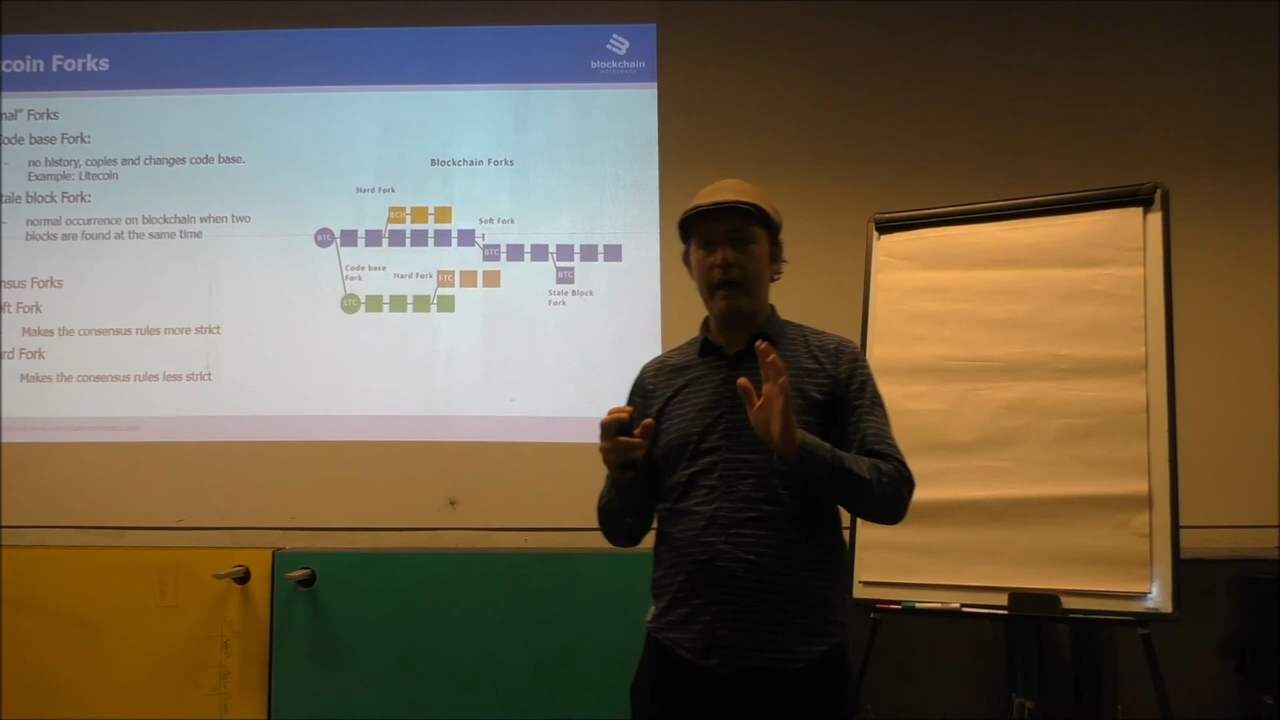 coin Forks
blockchain
nal" Forks
ode base Fork:
- no history, copies and changes code base.
Example: Litecoin
tale block Fork:
- normal occurrence on blockchain when two
blocks are found at the same time
nsus Forks
oft Fork
Makes the consensus rules more strict
rd Fork
Makes the consensus rules less strict
Blockchain Forks
Hard Fork
BCH
Soft Fork
BTC
BTC
Code base
Fork
Hard Fork
FTC
BTC
LTC
Stale Block
Fork